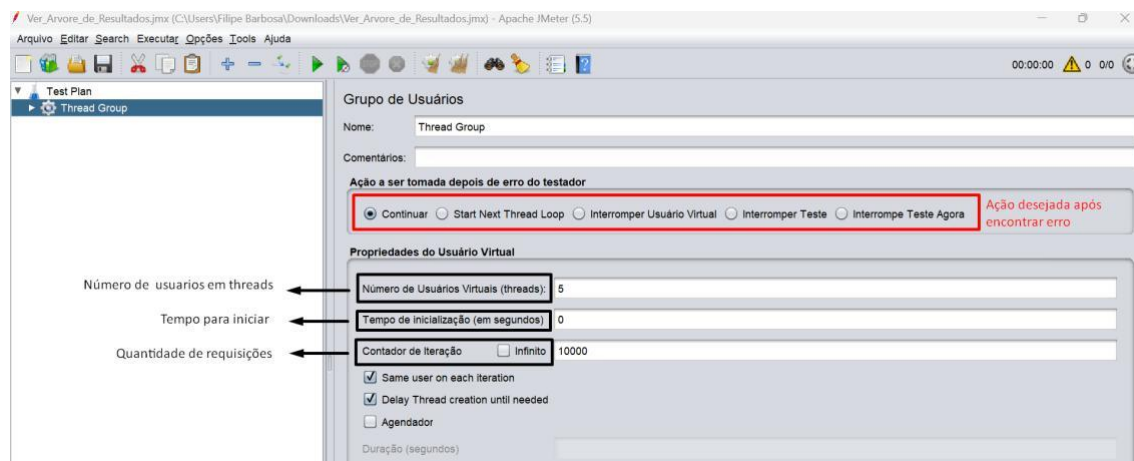 Ver_Arvore_de_Resultados.jmx (C:\Users\Filipe Barbosa\Downloads\Ver_Arvore_de_Resultados.jmx) - Apache JMeter (5.5)
Arquivo Editar Search Executar Opções Tools Ajuda
00:00:00 0 0/0
Test Plan
Thread Group
Grupo de Usuários
Nome: Thread Group
Comentários:
Ação a ser tomada depois de erro do testador
Continuar Start Next Thread Loop Interromper Usuário Virtual Interromper Teste Interrompe Teste Agora
Ação desejada após
encontrar erro
Propriedades do Usuário Virtual
Número de usuarios em threads
Número de Usuários Virtuais (threads): 5
Tempo para iniciar
Tempo de inicialização (em segundos) 0
Quantidade de requisições
Contador de Iteração Infinito 10000
Same user on each iteration
Delay Thread creation until needed
Agendador
Duração (segundos)